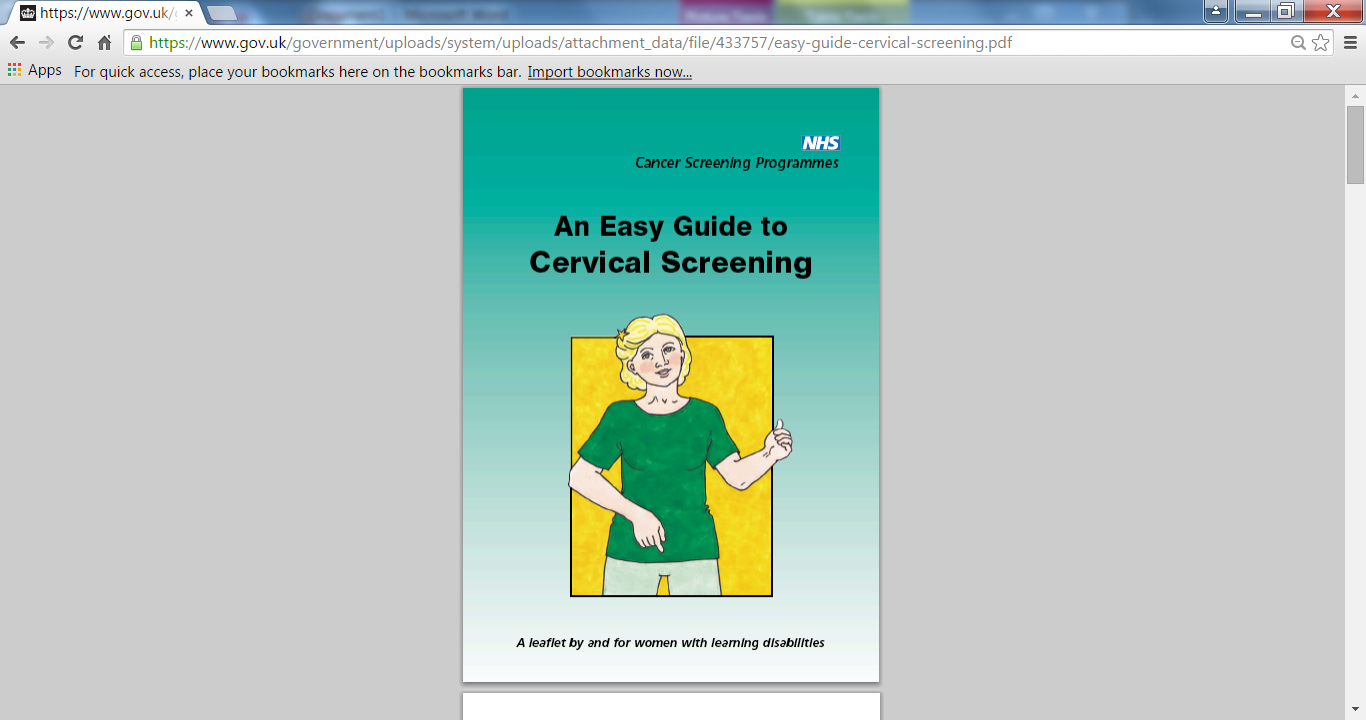 https://www.gov.uk/
https://www.gov.uk/government/uploads/system/uploads/attachment_data/file/433757/easy-guide-cervical-screening.pdf
Apps For quick access, place your bookmarks here on the bookmarks bar. Import bookmarks now...
NHS
Cancer Screening Programmes
An Easy Guide to
Cervical Screening
A leaflet by and for women with learning disabilities